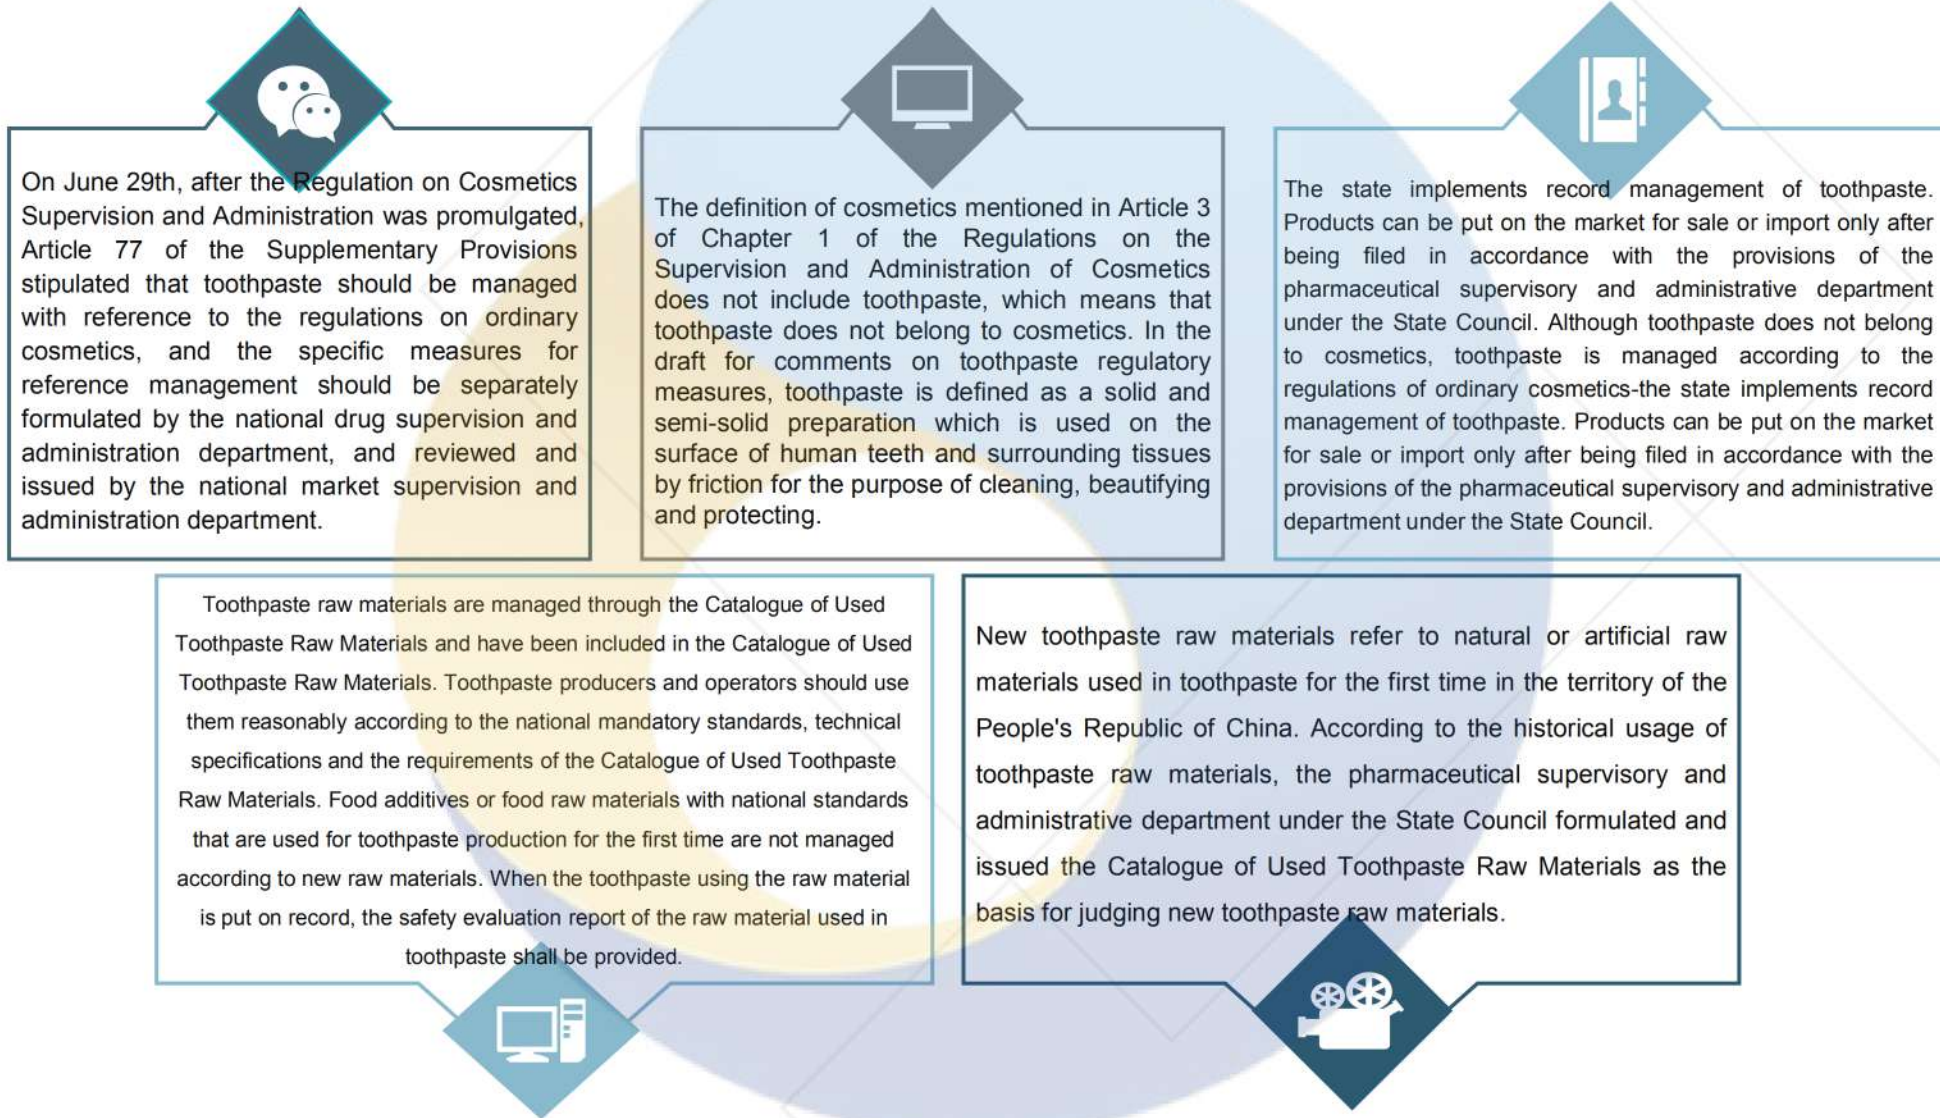 On June 29th, after the Regulation on Cosmetics
Supervision and Administration was promulgated,
Article 77 of the Supplementary Provisions
stipulated that toothpaste should be managed
with reference to the regulations on ordinary
cosmetics, and the specific measures for
reference management should be separately
formulated by the national drug supervision and
administration department, and reviewed and
issued by the national market supervision and
administration department.
The definition of cosmetics mentioned in Article 3
of Chapter 1 of the Regulations on the
Supervision and Administration of Cosmetics
does not include toothpaste, which means that
toothpaste does not belong to cosmetics. In the
draft for comments on toothpaste regulatory
measures, toothpaste is defined as a solid and
semi-solid preparation which is used on the
surface of human teeth and surrounding tissues
by friction for the purpose of cleaning, beautifying
and protecting.
The state implements record management of toothpaste.
Products can be put on the market for sale or import only after
being filed in accordance with the provisions of the
pharmaceutical supervisory and administrative department
under the State Council. Although toothpaste does not belong
to cosmetics, toothpaste is managed according to the
regulations of ordinary cosmetics-the state implements record
management of toothpaste. Products can be put on the market
for sale or import only after being filed in accordance with the
provisions of the pharmaceutical supervisory and administrative
department under the State Council.
Toothpaste raw materials are managed through the Catalogue of Used
Toothpaste Raw Materials and have been included in the Catalogue of Used
Toothpaste Raw Materials. Toothpaste producers and operators should use
them reasonably according to the national mandatory standards, technical
specifications and the requirements of the Catalogue of Used Toothpaste
Raw Materials. Food additives or food raw materials with national standards
that are used for toothpaste production for the first time are not managed
according to new raw materials. When the toothpaste using the raw material
is put on record, the safety evaluation report of the raw material used in
toothpaste shall be provided.
New toothpaste raw materials refer to natural or artificial raw
materials used in toothpaste for the first time in the territory of the
People's Republic of China. According to the historical usage of
toothpaste raw materials, the pharmaceutical supervisory and
administrative department under the State Council formulated and
issued the Catalogue of Used Toothpaste Raw Materials as the
basis for judging new toothpaste raw materials.